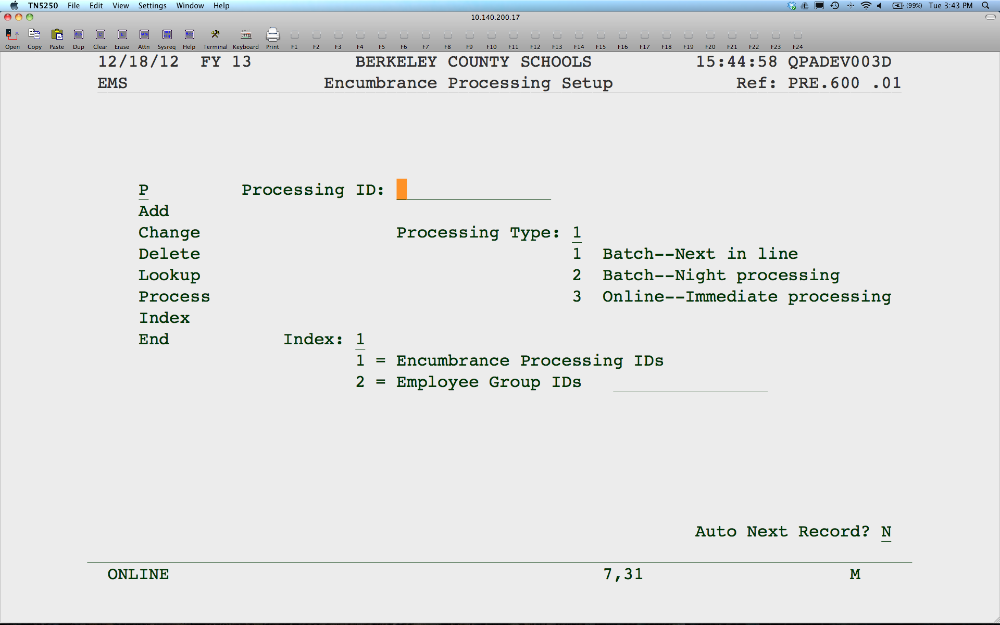 TN5250 File Edit View Settings Window Help (99%) Tue 3:43 PM
10.140.200.17
Open Copy Paste Dup Clear Erase Attn Sysreq Help Terminal Keyboard Print F1 F2 F3 F4 F5 F6 F7 F8 F9 F10 F11 F12 F13 F14 F15 F16 F17 F18 F19 F20 F21 F22 F23 F24
12/18/12 FY 13 BERKELEY COUNTY SCHOOLS 15:44:58 QPADEV003D
EMS Encumbrance Processing Setup Ref: PRE.600 .01
P Processing ID:
Add
Change Processing Type: 1
Delete 1 Batch--Next in line
Lookup 2 Batch--Night processing
Process 3 Online--Immediate processing
Index
End Index: 1
1 = Encumbrance Processing IDs
2 = Employee Group IDs
Auto Next Record? N
ONLINE 7,31 M